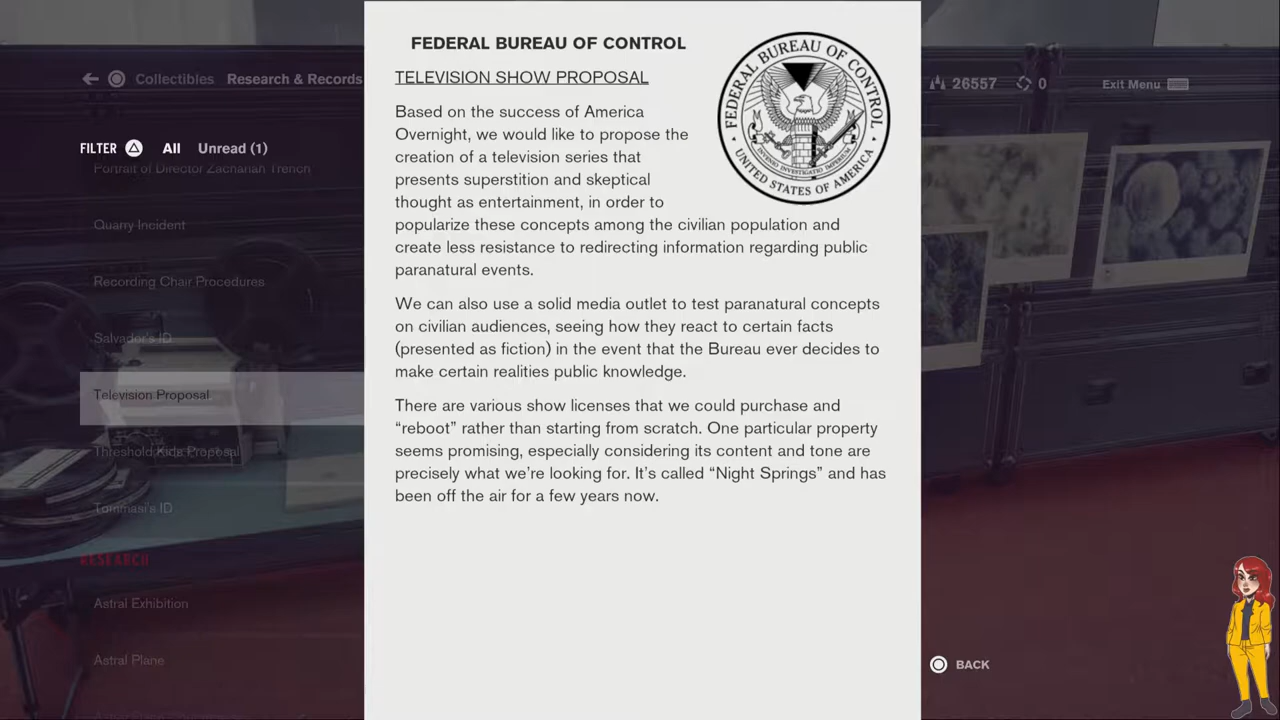 FEDERAL BUREAU OF CONTROL
TELEVISION SHOW PROPOSAL
Based on the success of America
Overnight, we would like to propose the
creation of a television series that
presents superstition and skeptical
thought as entertainment, in order to
popularize these concepts among the civilian population and
create less resistance to redirecting information regarding public
paranatural events.
We can also use a solid media outlet to test paranatural concepts
on civilian audiences, seeing how they react to certain facts
(presented as fiction) in the event that the Bureau ever decides to
make certain realities public knowledge.
There are various show licenses that we could purchase and
“reboot” rather than starting from scratch. One particular property
seems promising, especially considering its content and tone are
precisely what we’re looking for. It’s called “Night Springs” and has
been off the air for a few years now.
FEDERAL BUREAU OF CONTROL
INVENIO INVESTIGATIO IMPERIUM
UNITED STATES OF AMERICA
Collectibles Research & Records
26557 0
Exit Menu
FILTER All Unread (1)
Portrait of Director Zachariah Trench
Quarry Incident
Recording Chair Procedures
Salvador's ID
Television Proposal
Threshold Kids Proposal
Tommasi's ID
RESEARCH
Astral Exhibition
Astral Plane
BACK